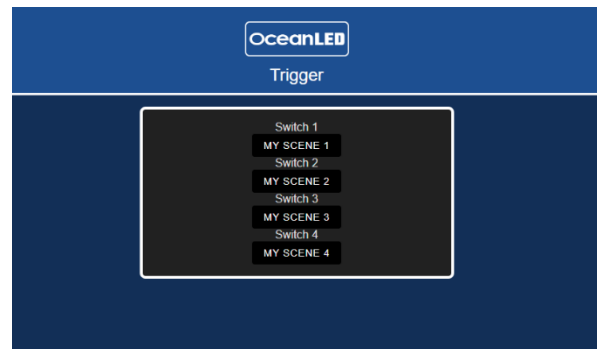 OceanLED
Trigger
Switch 1
MY SCENE 1
Switch 2
MY SCENE 2
Switch 3
MY SCENE 3
Switch 4
MY SCENE 4